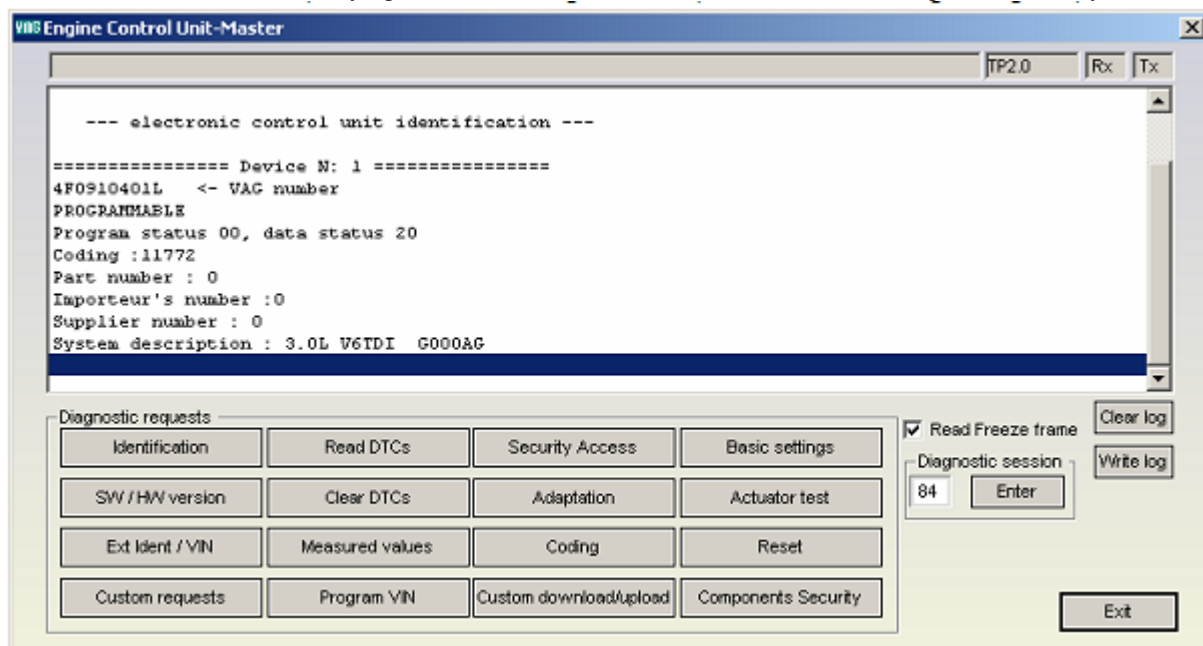 VAG Engine Control Unit-Master
TP2.0 Rx Tx
--- electronic control unit identification ---
================ Device N: 1 ================
4F0910401L <- VAG number
PROGRAMMABLE
Program status 00, data status 20
Coding :11772
Part number : 0
Importeur's number :0
Supplier number : 0
System description : 3.0L V6TDI G000AG
Diagnostic requests
Identification Read DTCs Security Access Basic settings
SW / HW version Clear DTCs Adaptation Actuator test
Ext Ident / VIN Measured values Coding Reset
Custom requests Program VIN Custom download/upload Components Security
Read Freeze frame
Clear log
Diagnostic session
84 Enter
Write log
Exit